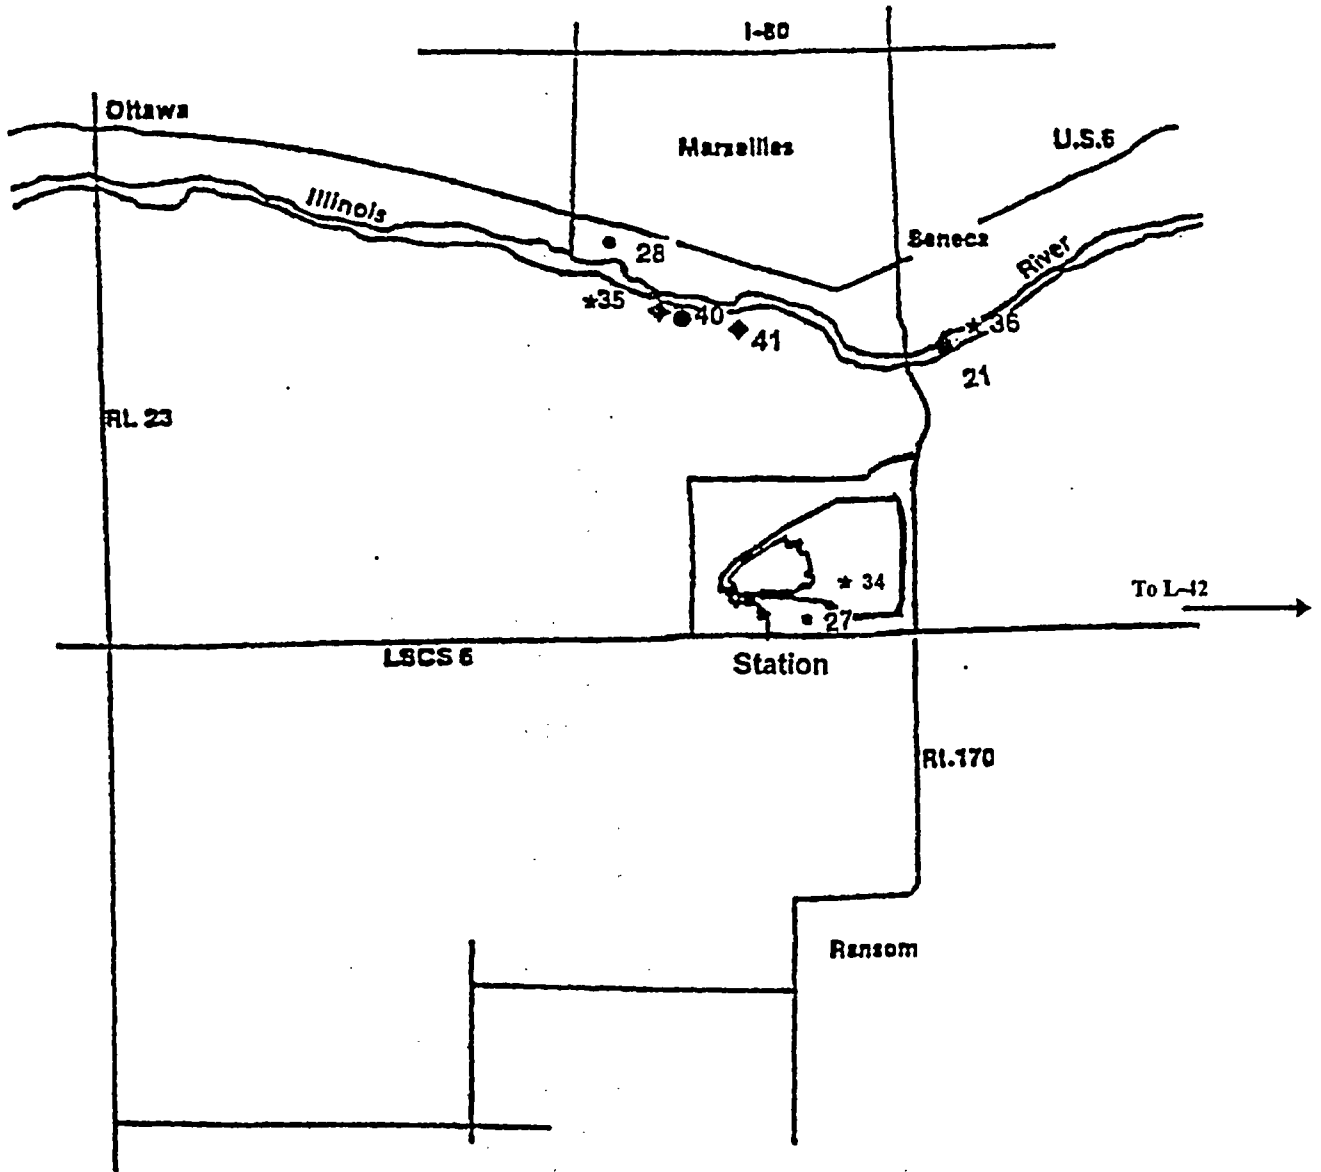 I-80
Ottawa
U.S.6
Marseilles
Illinois
Seneca
River
28
*35
40
* 36
41
21
Rt. 23
* 34
To L-42
* 27
LSCS 6
Station
Rt.170
Ransom